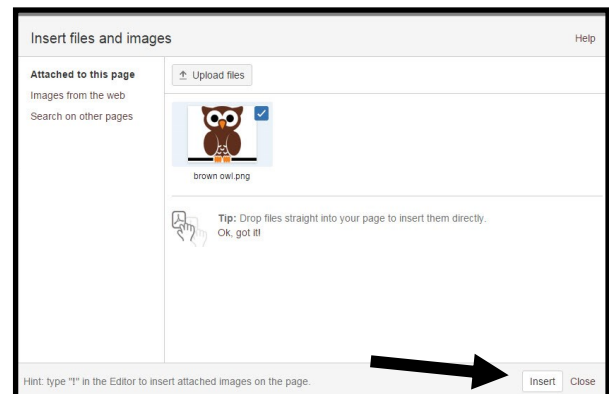 Insert files and images
Help
Attached to this page
Images from the web
Search on other pages
Upload files
brown owl.png
Tip: Drop files straight into your page to insert them directly.
Ok, got it!
Hint: type "!" in the Editor to insert attached images on the page.
Insert
Close